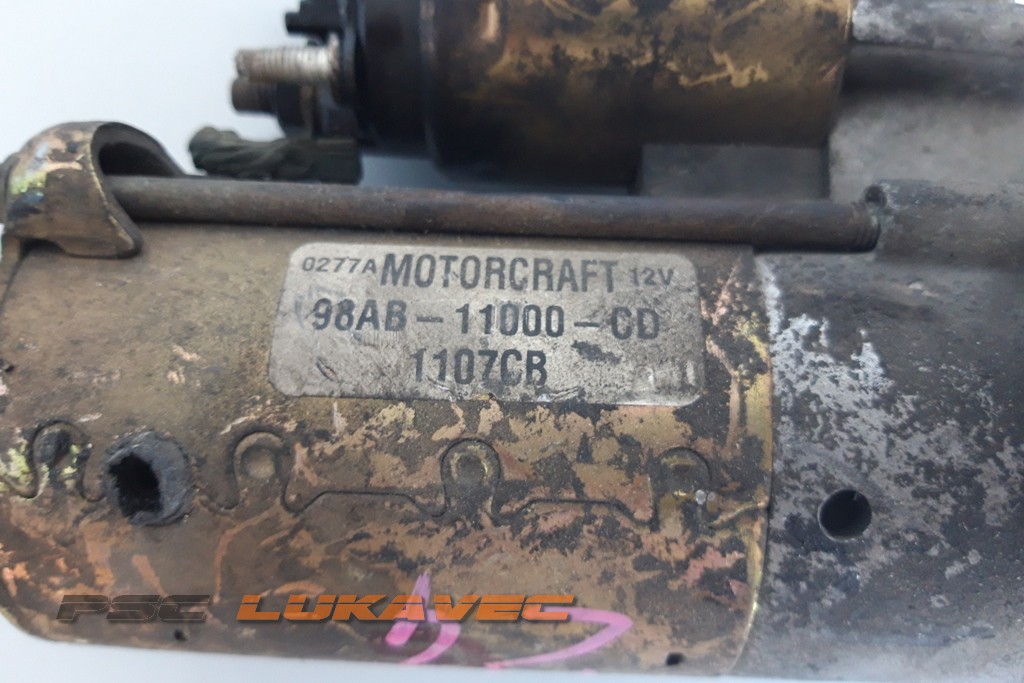 0277A MOTORCRAFT 12V
98AB-11000-CD
1107CB
PSC LUKAVEC